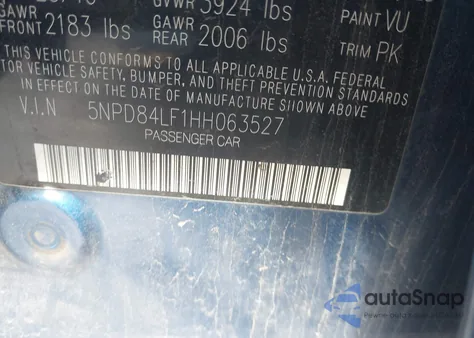 GVWR 3924 lbs
GAWR GAWR PAINT VU
FRONT 2183 lbs REAR 2006 lbs TRIM PK
THIS VEHICLE CONFORMS TO ALL APPLICABLE U.S.A. FEDERAL
MOTOR VEHICLE SAFETY, BUMPER, AND THEFT PREVENTION STANDARDS
IN EFFECT ON THE DATE OF MANUFACTURE SHOWN ABOVE.
V.I.N 5NPD84LF1HH063527
PASSENGER CAR
autoSnap